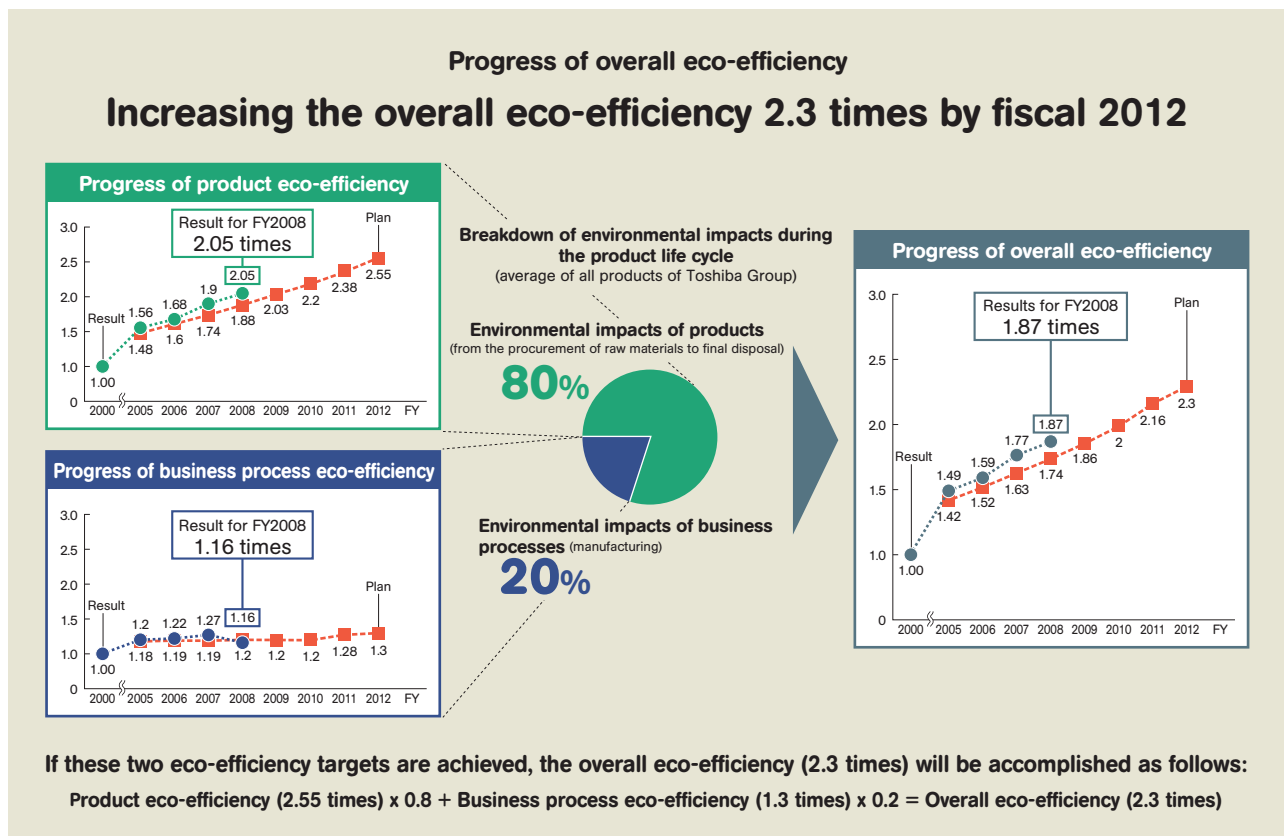 Progress of overall eco-efficiency
Increasing the overall eco-efficiency 2.3 times by fiscal 2012
Progress of product eco-efficiency
3.0
2.5
2.0
1.5
1.0
0
Result for FY2008
2.05 times
Plan
Result
1.00
1.56
1.68
1.9
2.05
1.48
1.6
1.74
1.88
2.03
2.2
2.38
2.55
2000 2005 2006 2007 2008 2009 2010 2011 2012 FY
Progress of business process eco-efficiency
3.0
2.5
2.0
1.5
1.0
0
Result for FY2008
1.16 times
Plan
Result
1.00
1.2
1.22
1.27
1.16
1.18
1.19
1.19
1.2
1.2
1.2
1.28
1.3
2000 2005 2006 2007 2008 2009 2010 2011 2012 FY
Breakdown of environmental impacts during
the product life cycle
(average of all products of Toshiba Group)
Environmental impacts of products
(from the procurement of raw materials to final disposal)
80%
Environmental impacts of business
processes (manufacturing)
20%
Progress of overall eco-efficiency
3.0
2.5
2.0
1.5
1.0
0
Results for FY2008
1.87 times
Plan
Result
1.00
1.49
1.59
1.77
1.87
1.42
1.52
1.63
1.74
1.86
2
2.16
2.3
2000 2005 2006 2007 2008 2009 2010 2011 2012 FY
If these two eco-efficiency targets are achieved, the overall eco-efficiency (2.3 times) will be accomplished as follows:
Product eco-efficiency (2.55 times) x 0.8 + Business process eco-efficiency (1.3 times) x 0.2 = Overall eco-efficiency (2.3 times)